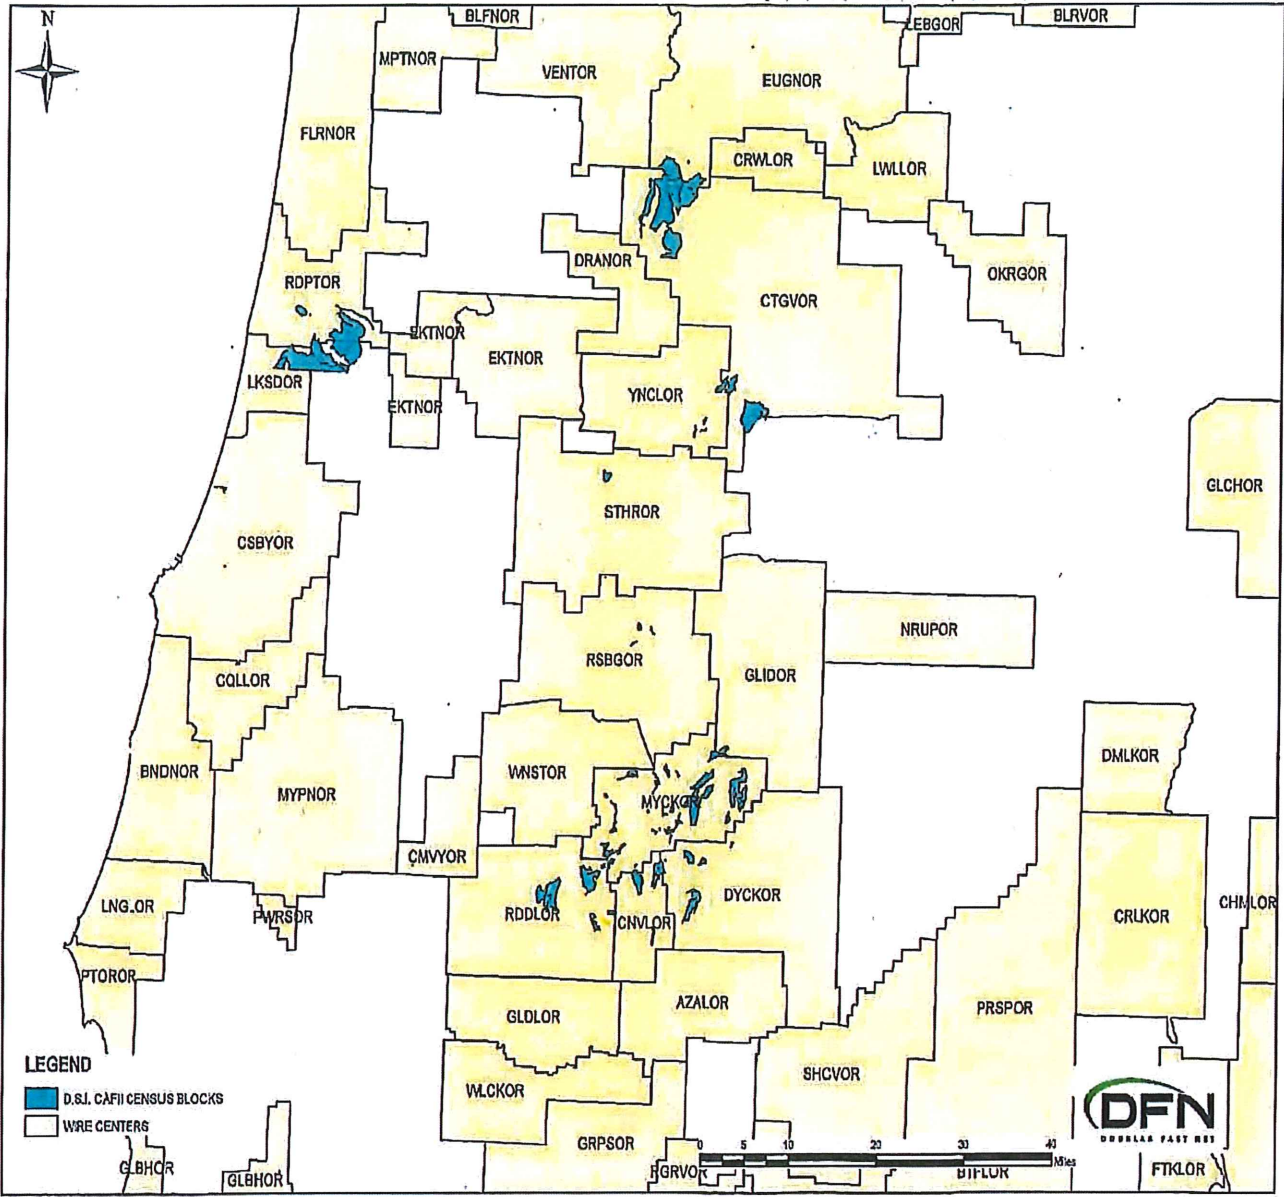 N
BLFNOR
EBGOR
BLRVOR
MPTNOR
VENTOR
EUGNOR
FLRNOR
CRWLOR
LWLLOR
DRANOR
OKRGOR
RDPTOR
CTGVOR
EKTNOR
EKTNOR
LKSDOR
YNCLOR
EKTNOR
GLCHOR
STHROR
CSBYOR
NRUPOR
RSBGOR
GLIDOR
CQLLOR
DMLKOR
BNDNOR
WNSTOR
MYPNOR
MYCKOR
CMVYOR
DYCKOR
LNG.OR
PWRSOR
RDDLOR
CNVLOR
CRLKOR
CHMLOR
PTOROR
AZALOR
PRSPOR
GLDLOR
LEGEND
SHCVOR
WLCKOR
D.S.I. CAFII CENSUS BLOCKS
DFN
WIRE CENTERS
DOUGLAS FAST NET
GRPSOR
0 5 10 20 30 40
Miles
GLBHOR
GLBHOR
RGRVOR
BTFLOR
FTKLOR